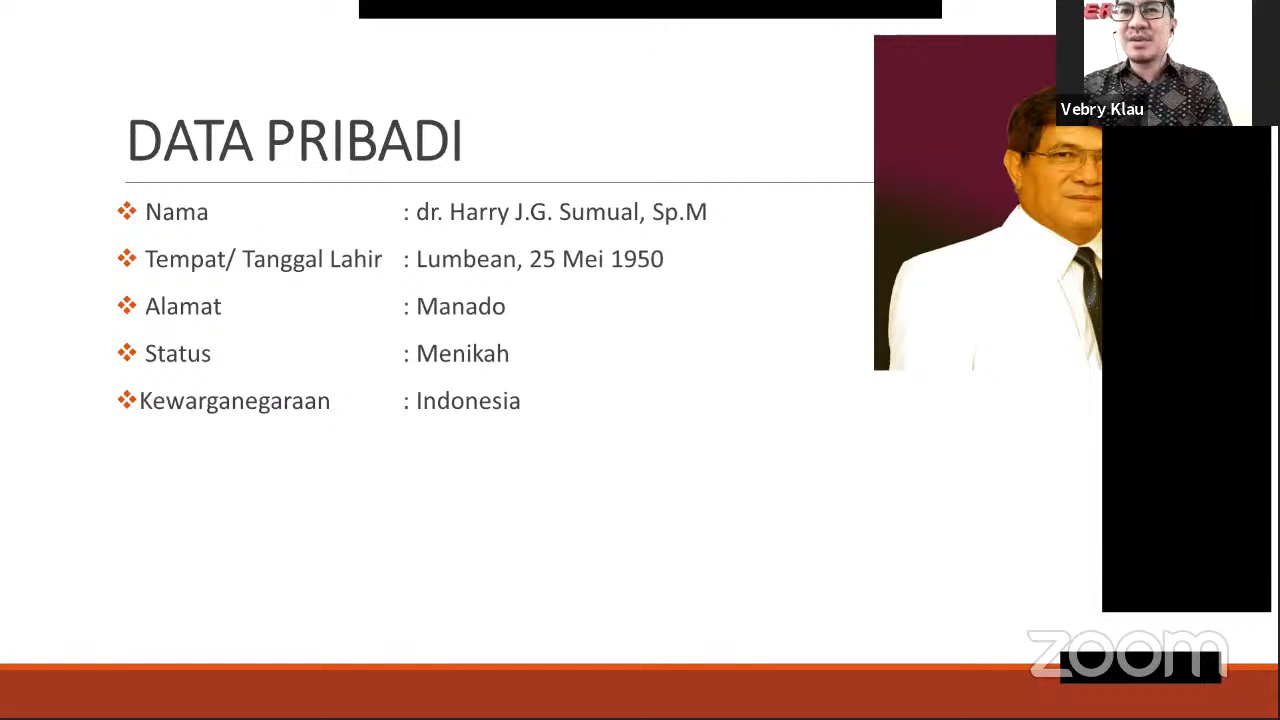 DATA PRIBADI
❖ Nama : dr. Harry J.G. Sumual, Sp.M
❖ Tempat/ Tanggal Lahir : Lumbean, 25 Mei 1950
❖ Alamat : Manado
❖ Status : Menikah
❖ Kewarganegaraan : Indonesia
Vebry Klau
zoom